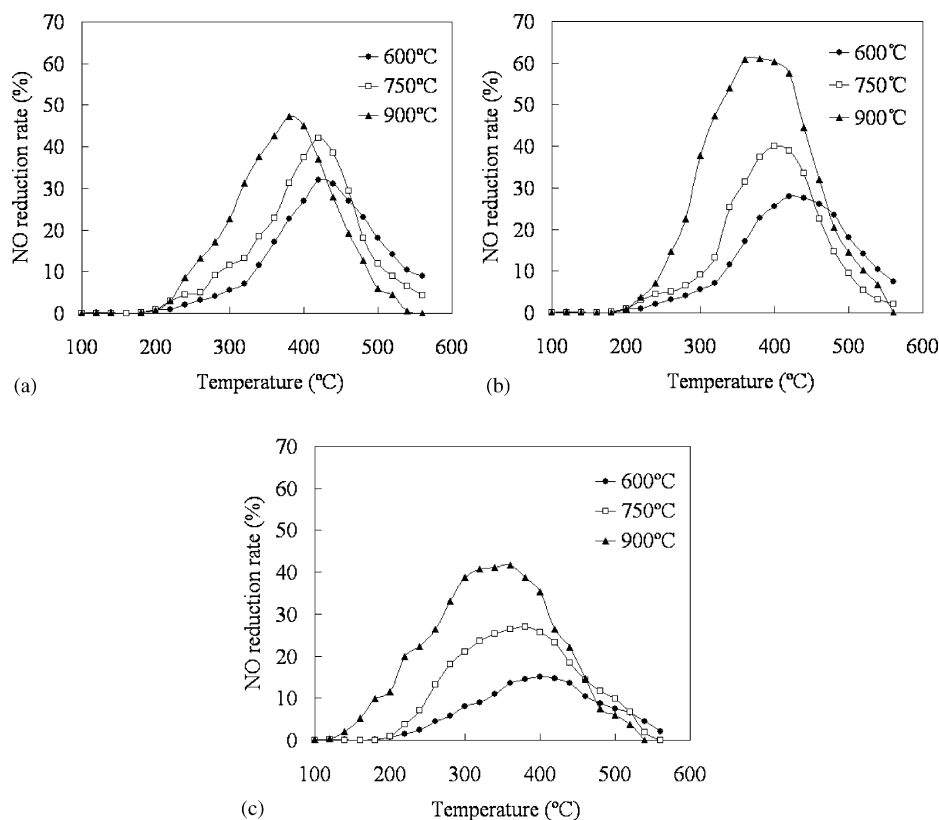 70
60
50
40
30
20
10
0
NO reduction rate (%)
600ºC
750ºC
900ºC
100 200 300 400 500 600
Temperature (ºC)
(a)
70
60
50
40
30
20
10
0
NO reduction rate (%)
600℃
750℃
900℃
100 200 300 400 500 600
Temperature (ºC)
(b)
70
60
50
40
30
20
10
0
NO reduction rate (%)
600ºC
750ºC
900ºC
100 200 300 400 500 600
Temperature (ºC)
(c)